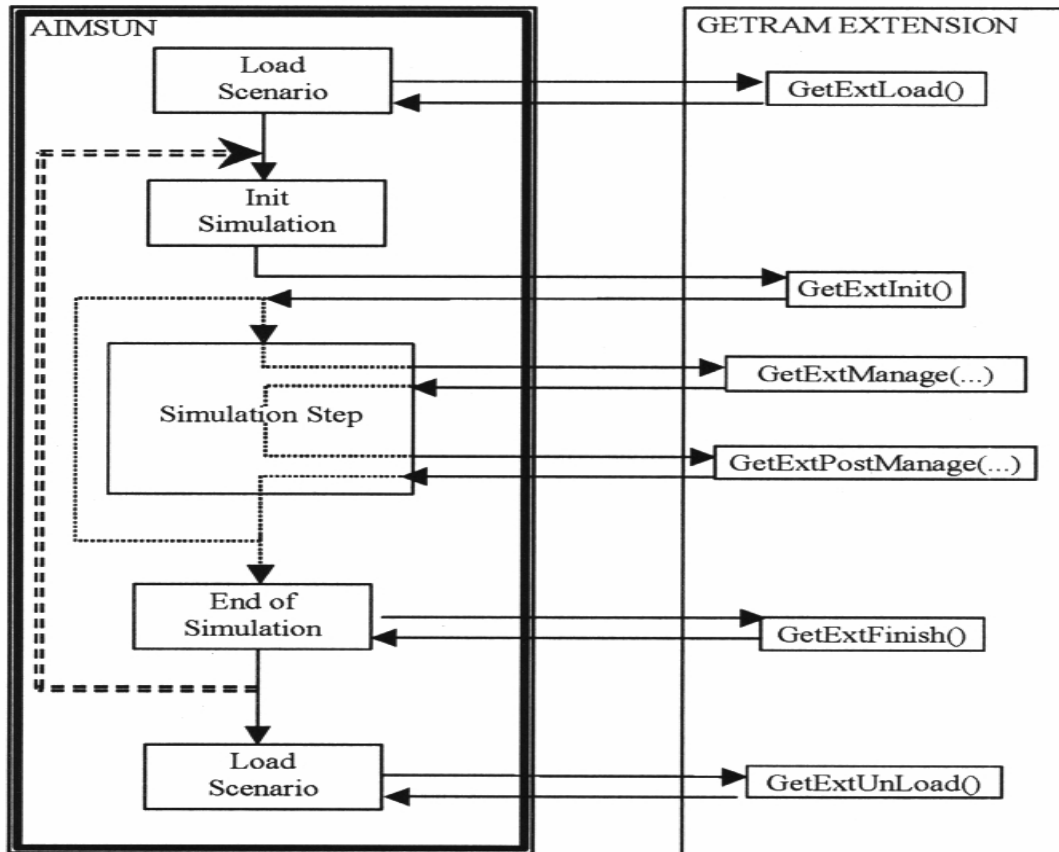 AIMSUN
GETRAM EXTENSION
Load
Scenario
GetExtLoad()
Init
Simulation
GetExtInit()
GetExtManage(...)
Simulation Step
GetExtPostManage(...)
End of
Simulation
GetExtFinish()
Load
Scenario
GetExtUnLoad()